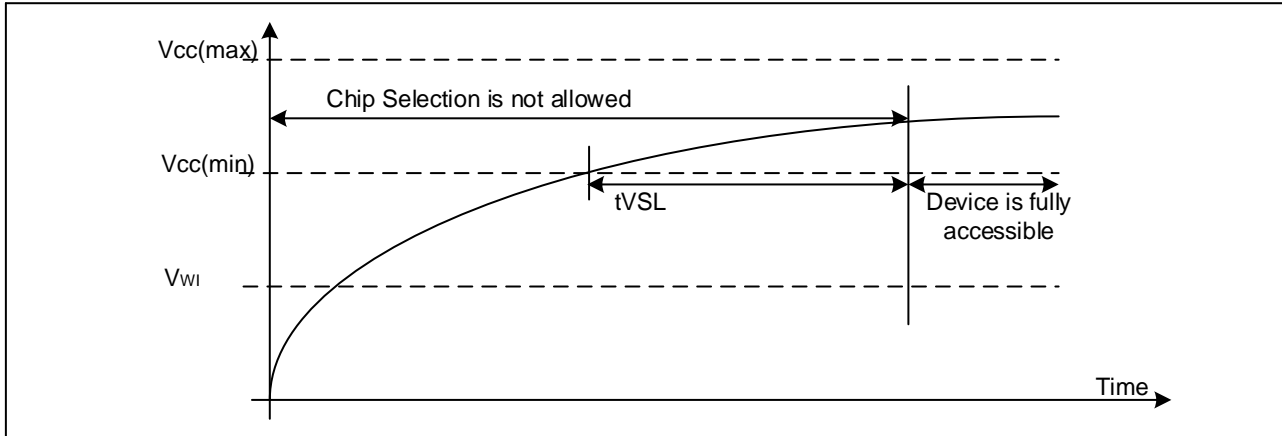 Vcc(max)
Chip Selection is not allowed
Vcc(min)
tVSL
Device is fully
accessible
VWI
Time